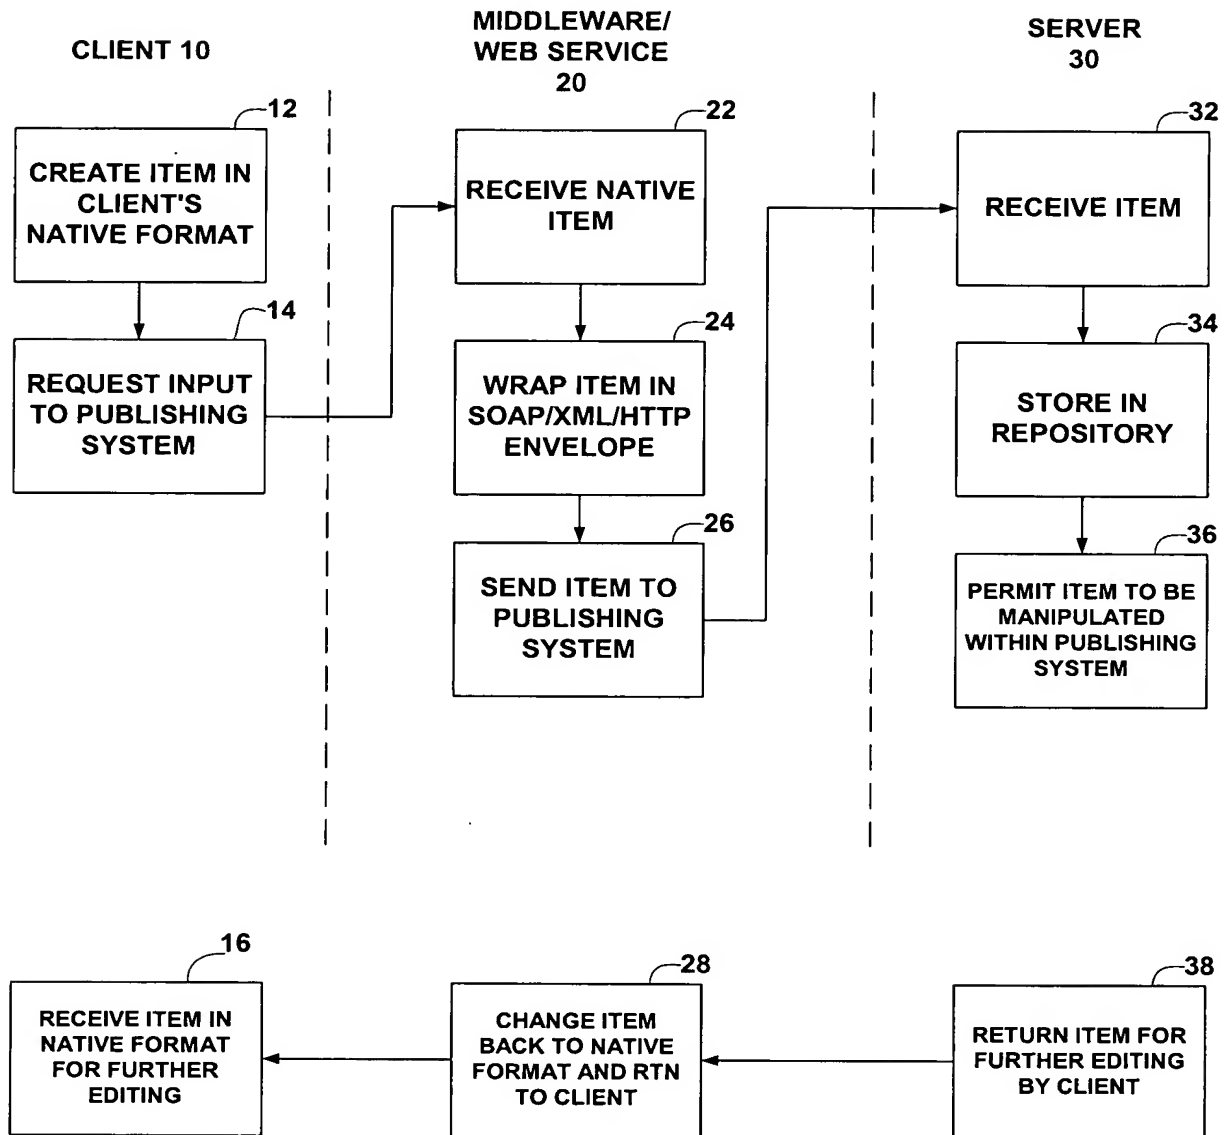 CLIENT 10
MIDDLEWARE/
WEB SERVICE
20
SERVER
30
12
CREATE ITEM IN
CLIENT'S
NATIVE FORMAT
14
REQUEST INPUT
TO PUBLISHING
SYSTEM
22
RECEIVE NATIVE
ITEM
24
WRAP ITEM IN
SOAP/XML/HTTP
ENVELOPE
26
SEND ITEM TO
PUBLISHING
SYSTEM
32
RECEIVE ITEM
34
STORE IN
REPOSITORY
36
PERMIT ITEM TO BE
MANIPULATED
WITHIN PUBLISHING
SYSTEM
16
RECEIVE ITEM IN
NATIVE FORMAT
FOR FURTHER
EDITING
28
CHANGE ITEM
BACK TO NATIVE
FORMAT AND RTN
TO CLIENT
38
RETURN ITEM FOR
FURTHER EDITING
BY CLIENT